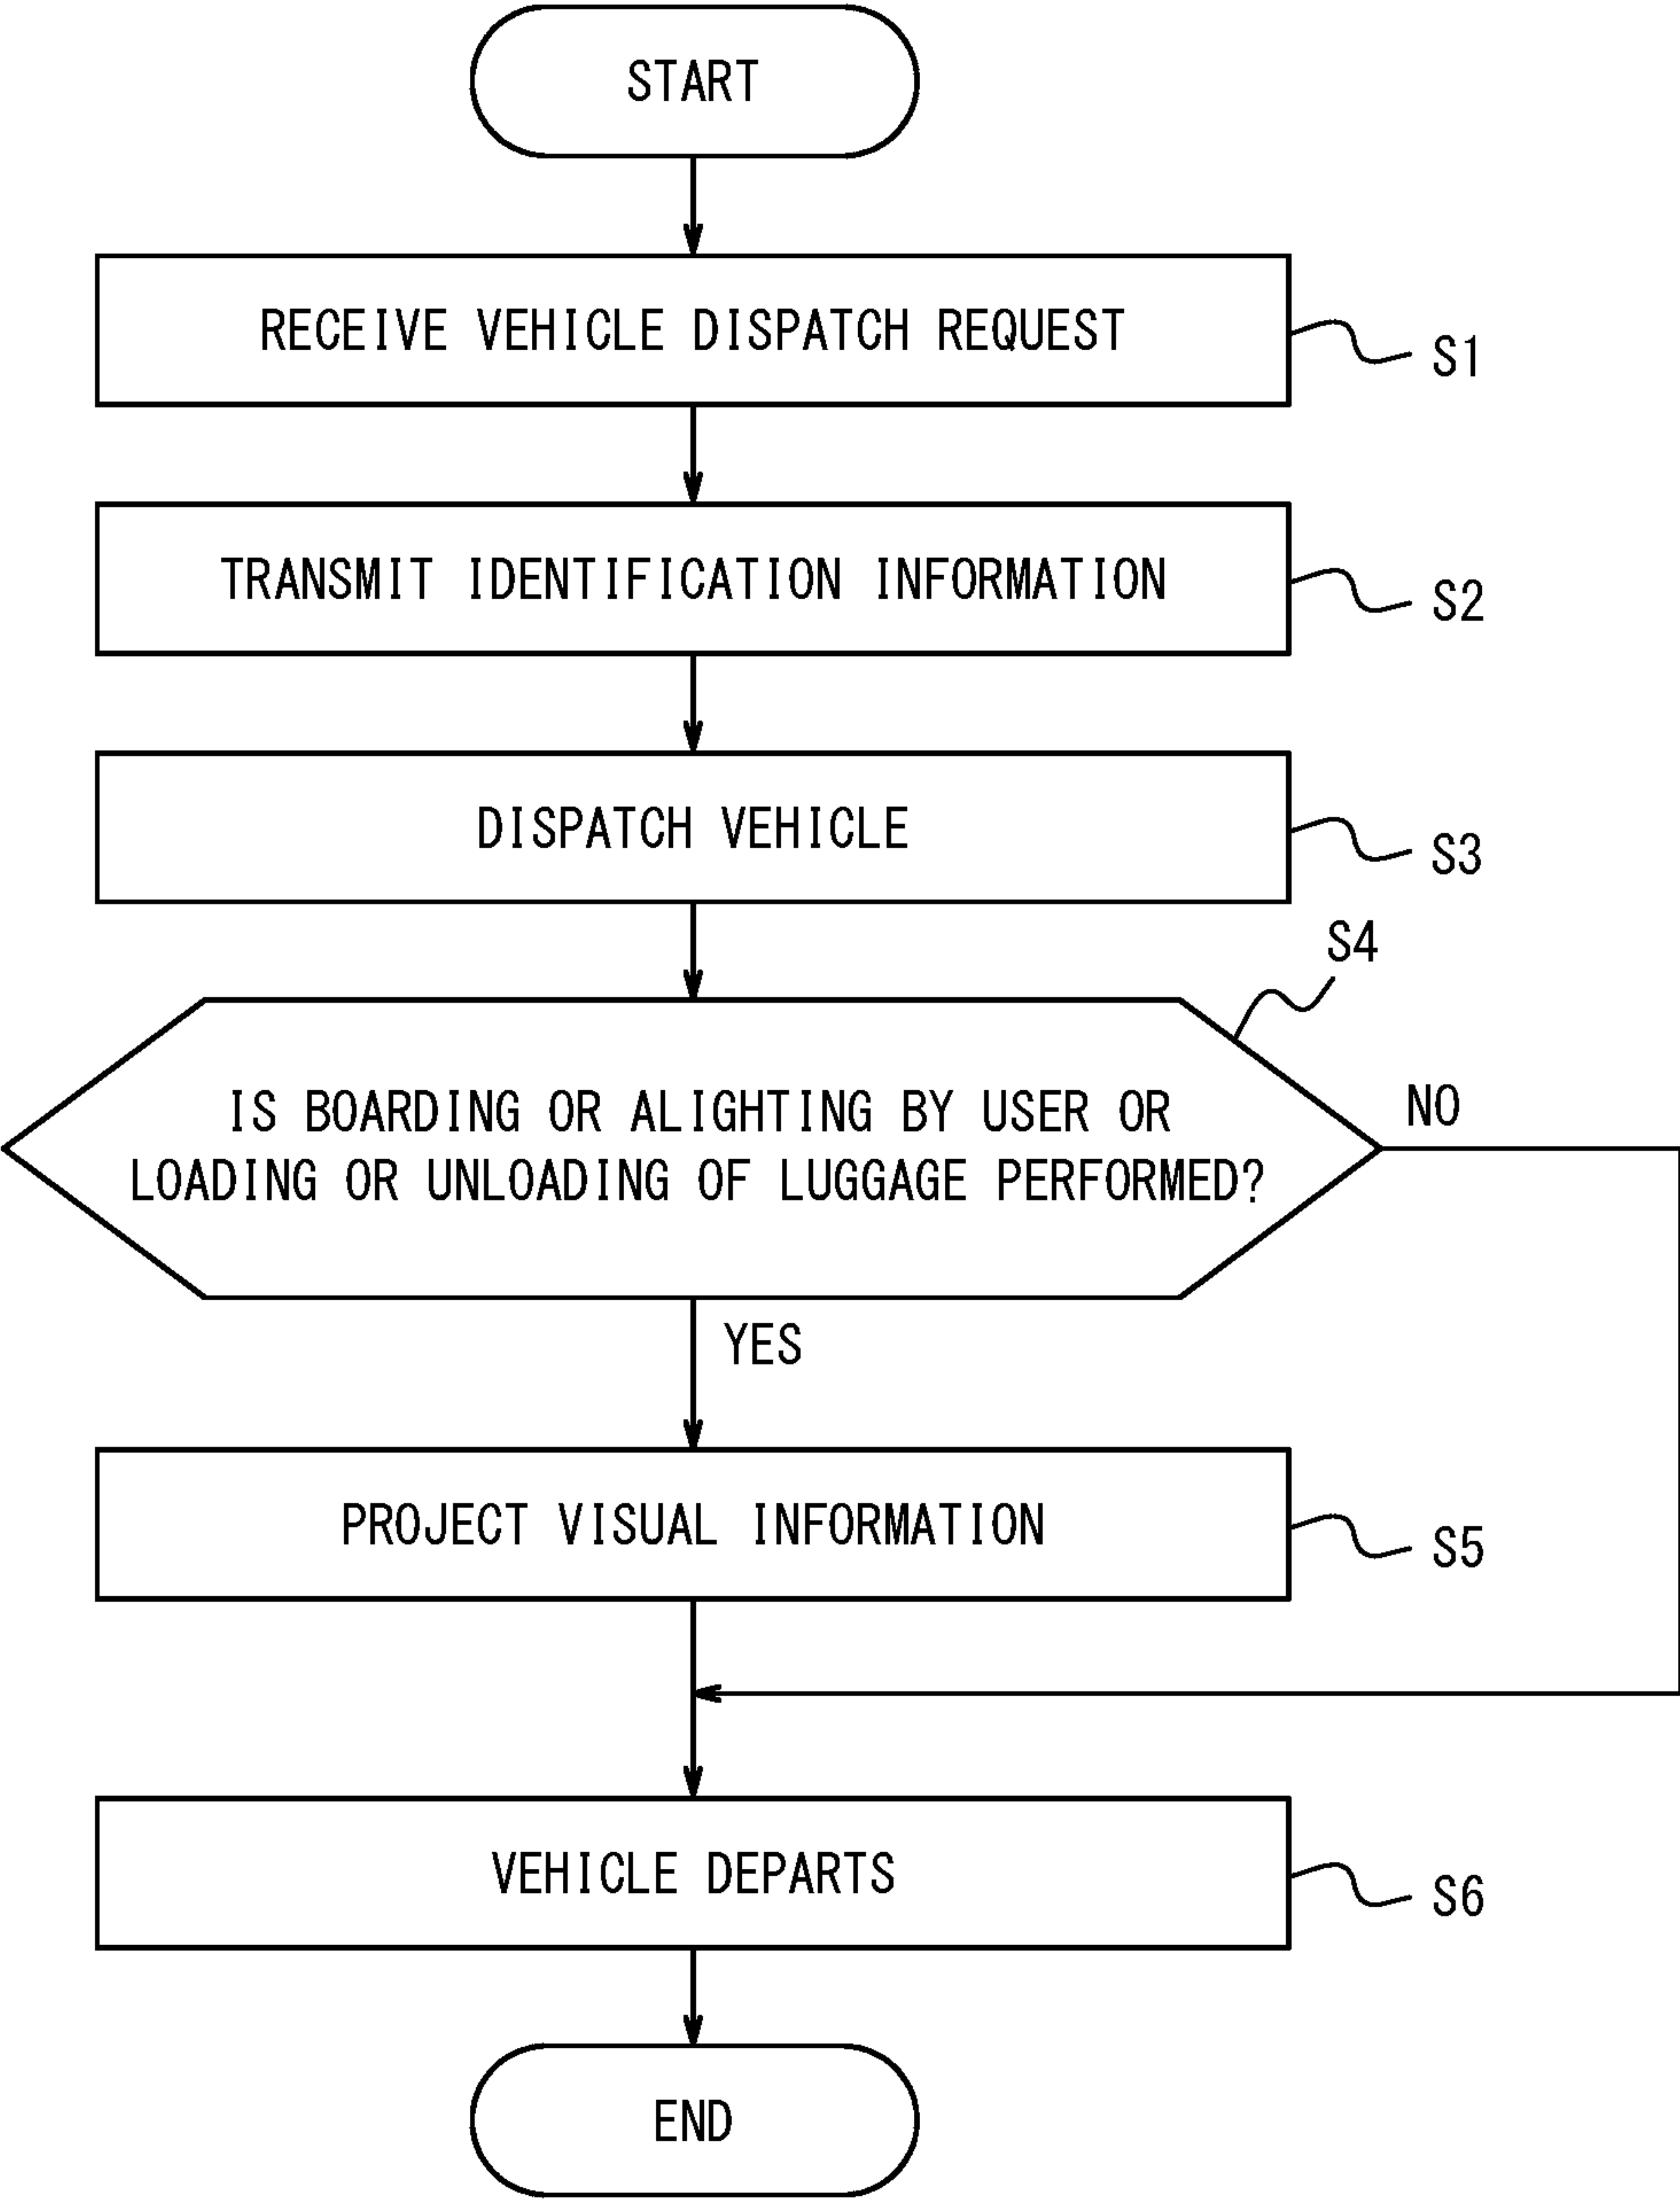 START
RECEIVE VEHICLE DISPATCH REQUEST
S1
TRANSMIT IDENTIFICATION INFORMATION
S2
DISPATCH VEHICLE
S3
S4
IS BOARDING OR ALIGHTING BY USER OR
LOADING OR UNLOADING OF LUGGAGE PERFORMED?
NO
YES
PROJECT VISUAL INFORMATION
S5
VEHICLE DEPARTS
S6
END